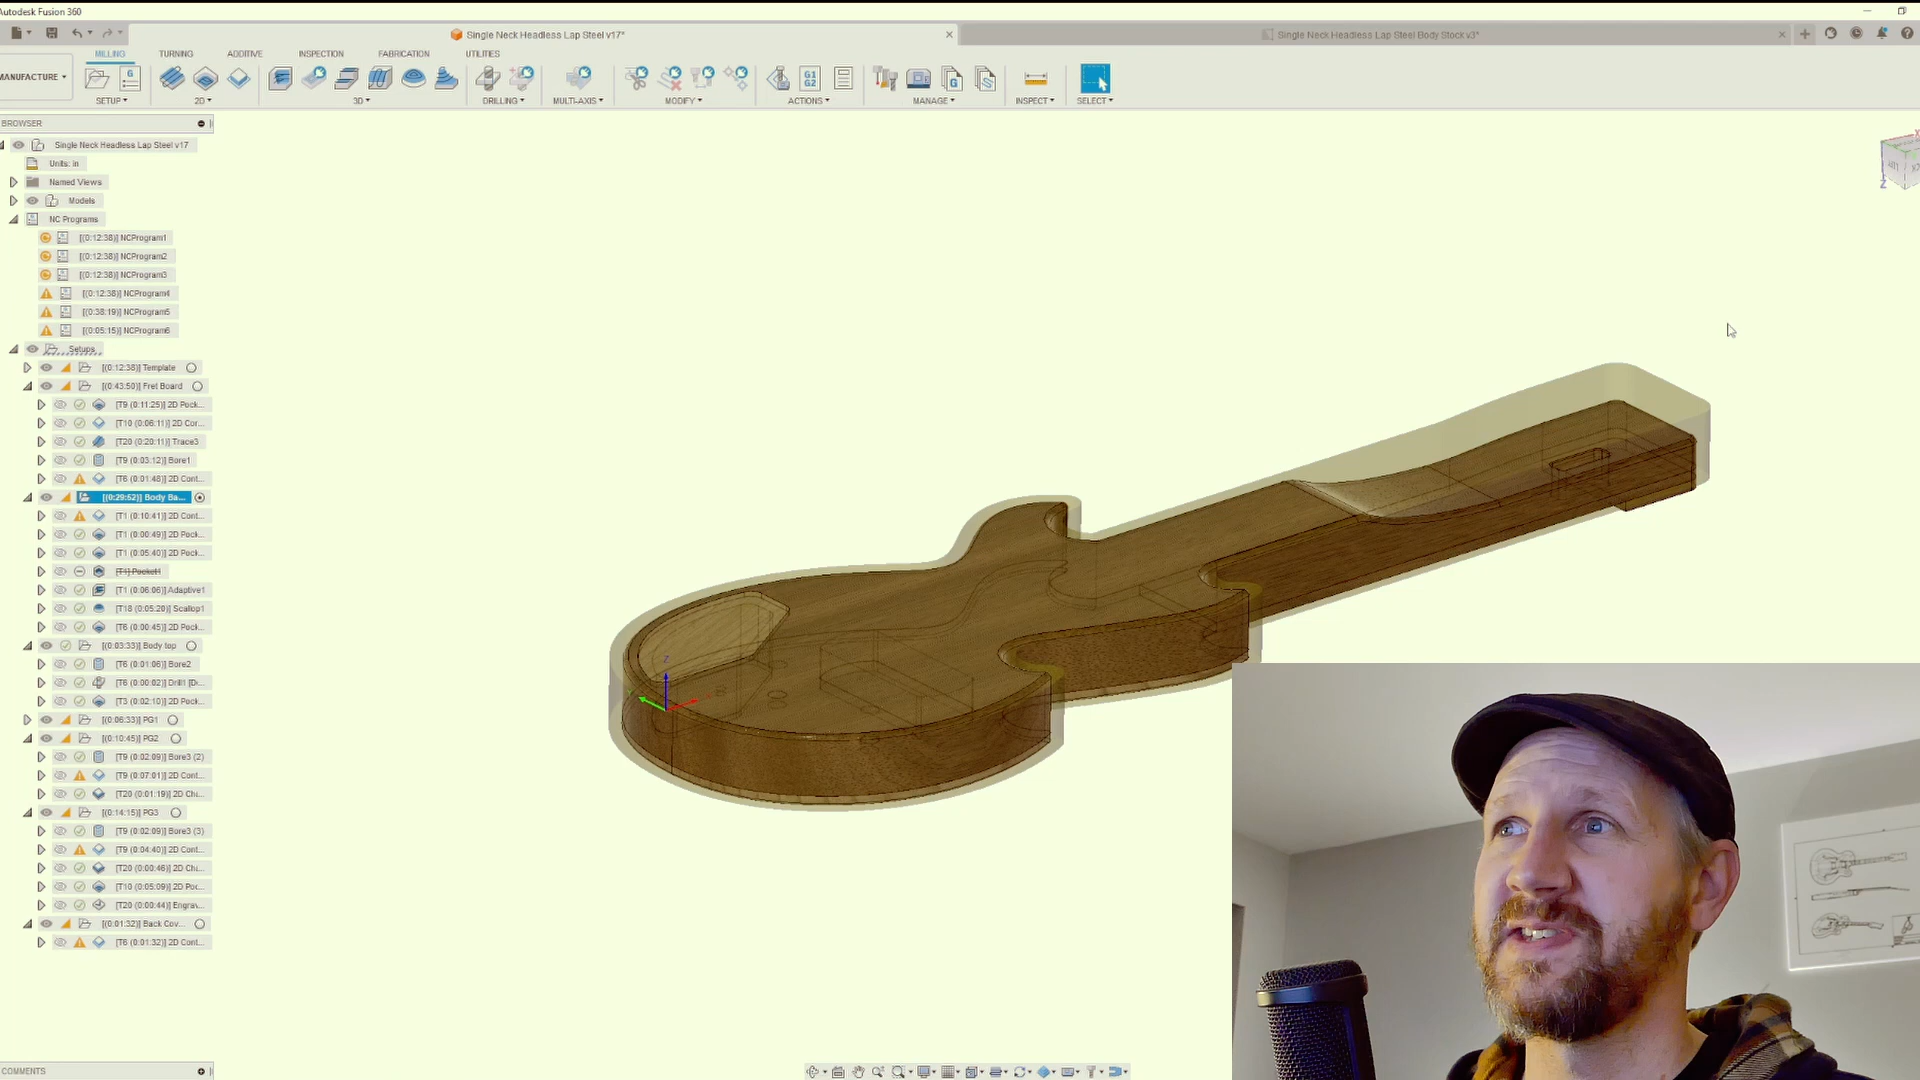 Autodesk Fusion 360
Single Neck Headless Lap Steel v17*
Single Neck Headless Lap Steel Body Stock v3*
MILLING
TURNING
ADDITIVE
INSPECTION
FABRICATION
UTILITIES
MANUFACTURE
G
G1
G2
G
SETUP
2D
3D
DRILLING
MULTI-AXIS
MODIFY
ACTIONS
MANAGE
INSPECT
SELECT
BROWSER
Single Neck Headless Lap Steel v17
Units: in
Named Views
Models
NC Programs
[(0:12:38)] NCProgram1
[(0:12:38)] NCProgram2
[(0:12:38)] NCProgram3
[(0:12:38)] NCProgram4
[(0:38:19)] NCProgram5
[(0:05:15)] NCProgram6
Setups
[(0:12:38)] Template
[(0:43:50)] Fret Board
[T9 (0:11:25)] 2D Pock...
[T10 (0:06:11)] 2D Cor...
[T20 (0:20:11)] Trace3
[T9 (0:03:12)] Bore1
[T6 (0:01:48)] 2D Cont...
[(0:29:52)] Body Ba...
[T1 (0:10:41)] 2D Cont...
[T1 (0:00:49)] 2D Pock...
[T1 (0:05:40)] 2D Pock...
[T1] Pocket1
[T1 (0:06:06)] Adaptive1
[T18 (0:05:20)] Scallop1
[T6 (0:00:45)] 2D Pock...
[(0:03:33)] Body top
[T6 (0:01:06)] Bore2
[T6 (0:00:02)] Drill1 [D...
[T3 (0:02:10)] 2D Pock...
[(0:06:33)] PG1
[(0:10:45)] PG2
[T9 (0:02:09)] Bore3 (2)
[T9 (0:07:01)] 2D Cont...
[T20 (0:01:19)] 2D Ch...
[(0:14:15)] PG3
[T9 (0:02:09)] Bore3 (3)
[T9 (0:04:40)] 2D Cont...
[T20 (0:00:46)] 2D Ch...
[T10 (0:05:09)] 2D Poc...
[T20 (0:00:44)] Engrav...
[(0:01:32)] Back Cov...
[T6 (0:01:32)] 2D Cont...
Z
Z
COMMENTS